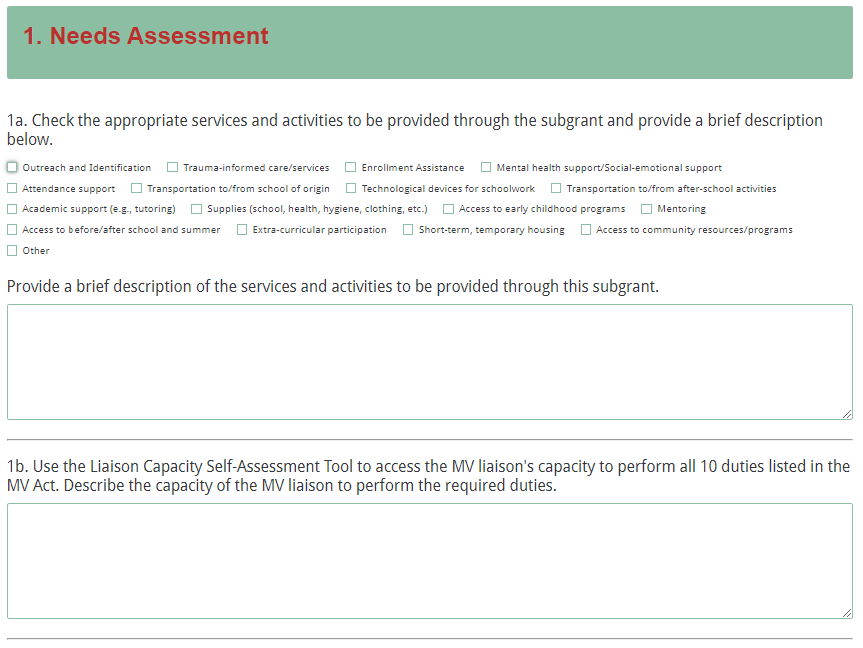 1. Needs Assessment
1a. Check the appropriate services and activities to be provided through the subgrant and provide a brief description
below.
Outreach and Identification Trauma-informed care/services Enrollment Assistance Mental health support/Social-emotional support
Attendance support Transportation to/from school of origin Technological devices for schoolwork Transportation to/from after-school activities
Academic support (e.g., tutoring) Supplies (school, health, hygiene, clothing, etc.) Access to early childhood programs Mentoring
Access to before/after school and summer Extra-curricular participation Short-term, temporary housing Access to community resources/programs
Other
Provide a brief description of the services and activities to be provided through this subgrant.
1b. Use the Liaison Capacity Self-Assessment Tool to access the MV liaison's capacity to perform all 10 duties listed in the
MV Act. Describe the capacity of the MV liaison to perform the required duties.